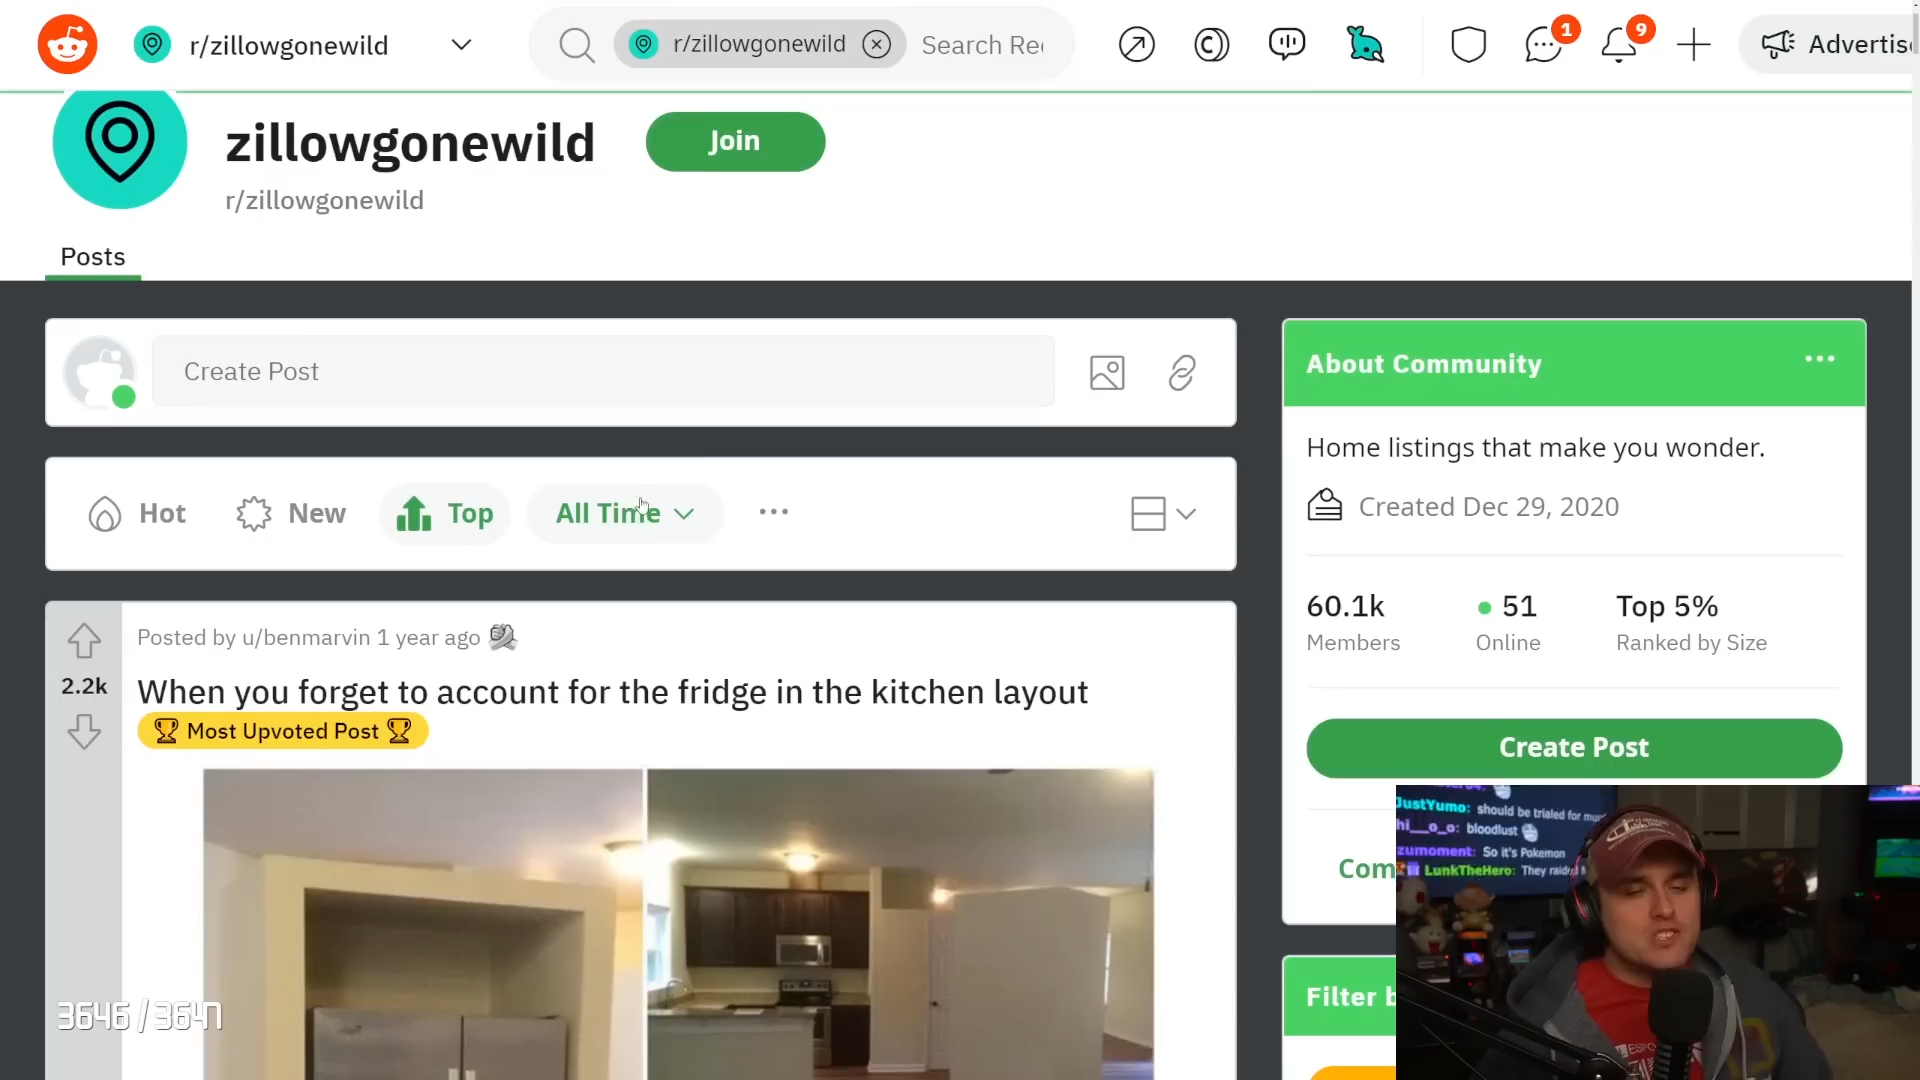 r/zillowgonewild
r/zillowgonewild
1
9
Advertis
zillowgonewild
Join
r/zillowgonewild
Posts
Create Post
About Community
Home listings that make you wonder.
Created Dec 29, 2020
Hot
New
Top
All Time
60.1k
51
Top 5%
Members
Online
Ranked by Size
Posted by u/benmarvin 1 year ago
2.2k
When you forget to account for the fridge in the kitchen layout
Most Upvoted Post
Create Post
JustYumo: should be trialed for
hi__o_o: bloodlust
zumoment: So it's Pokemon
LunkTheHero: They
Com
Filter
3646 / 3647